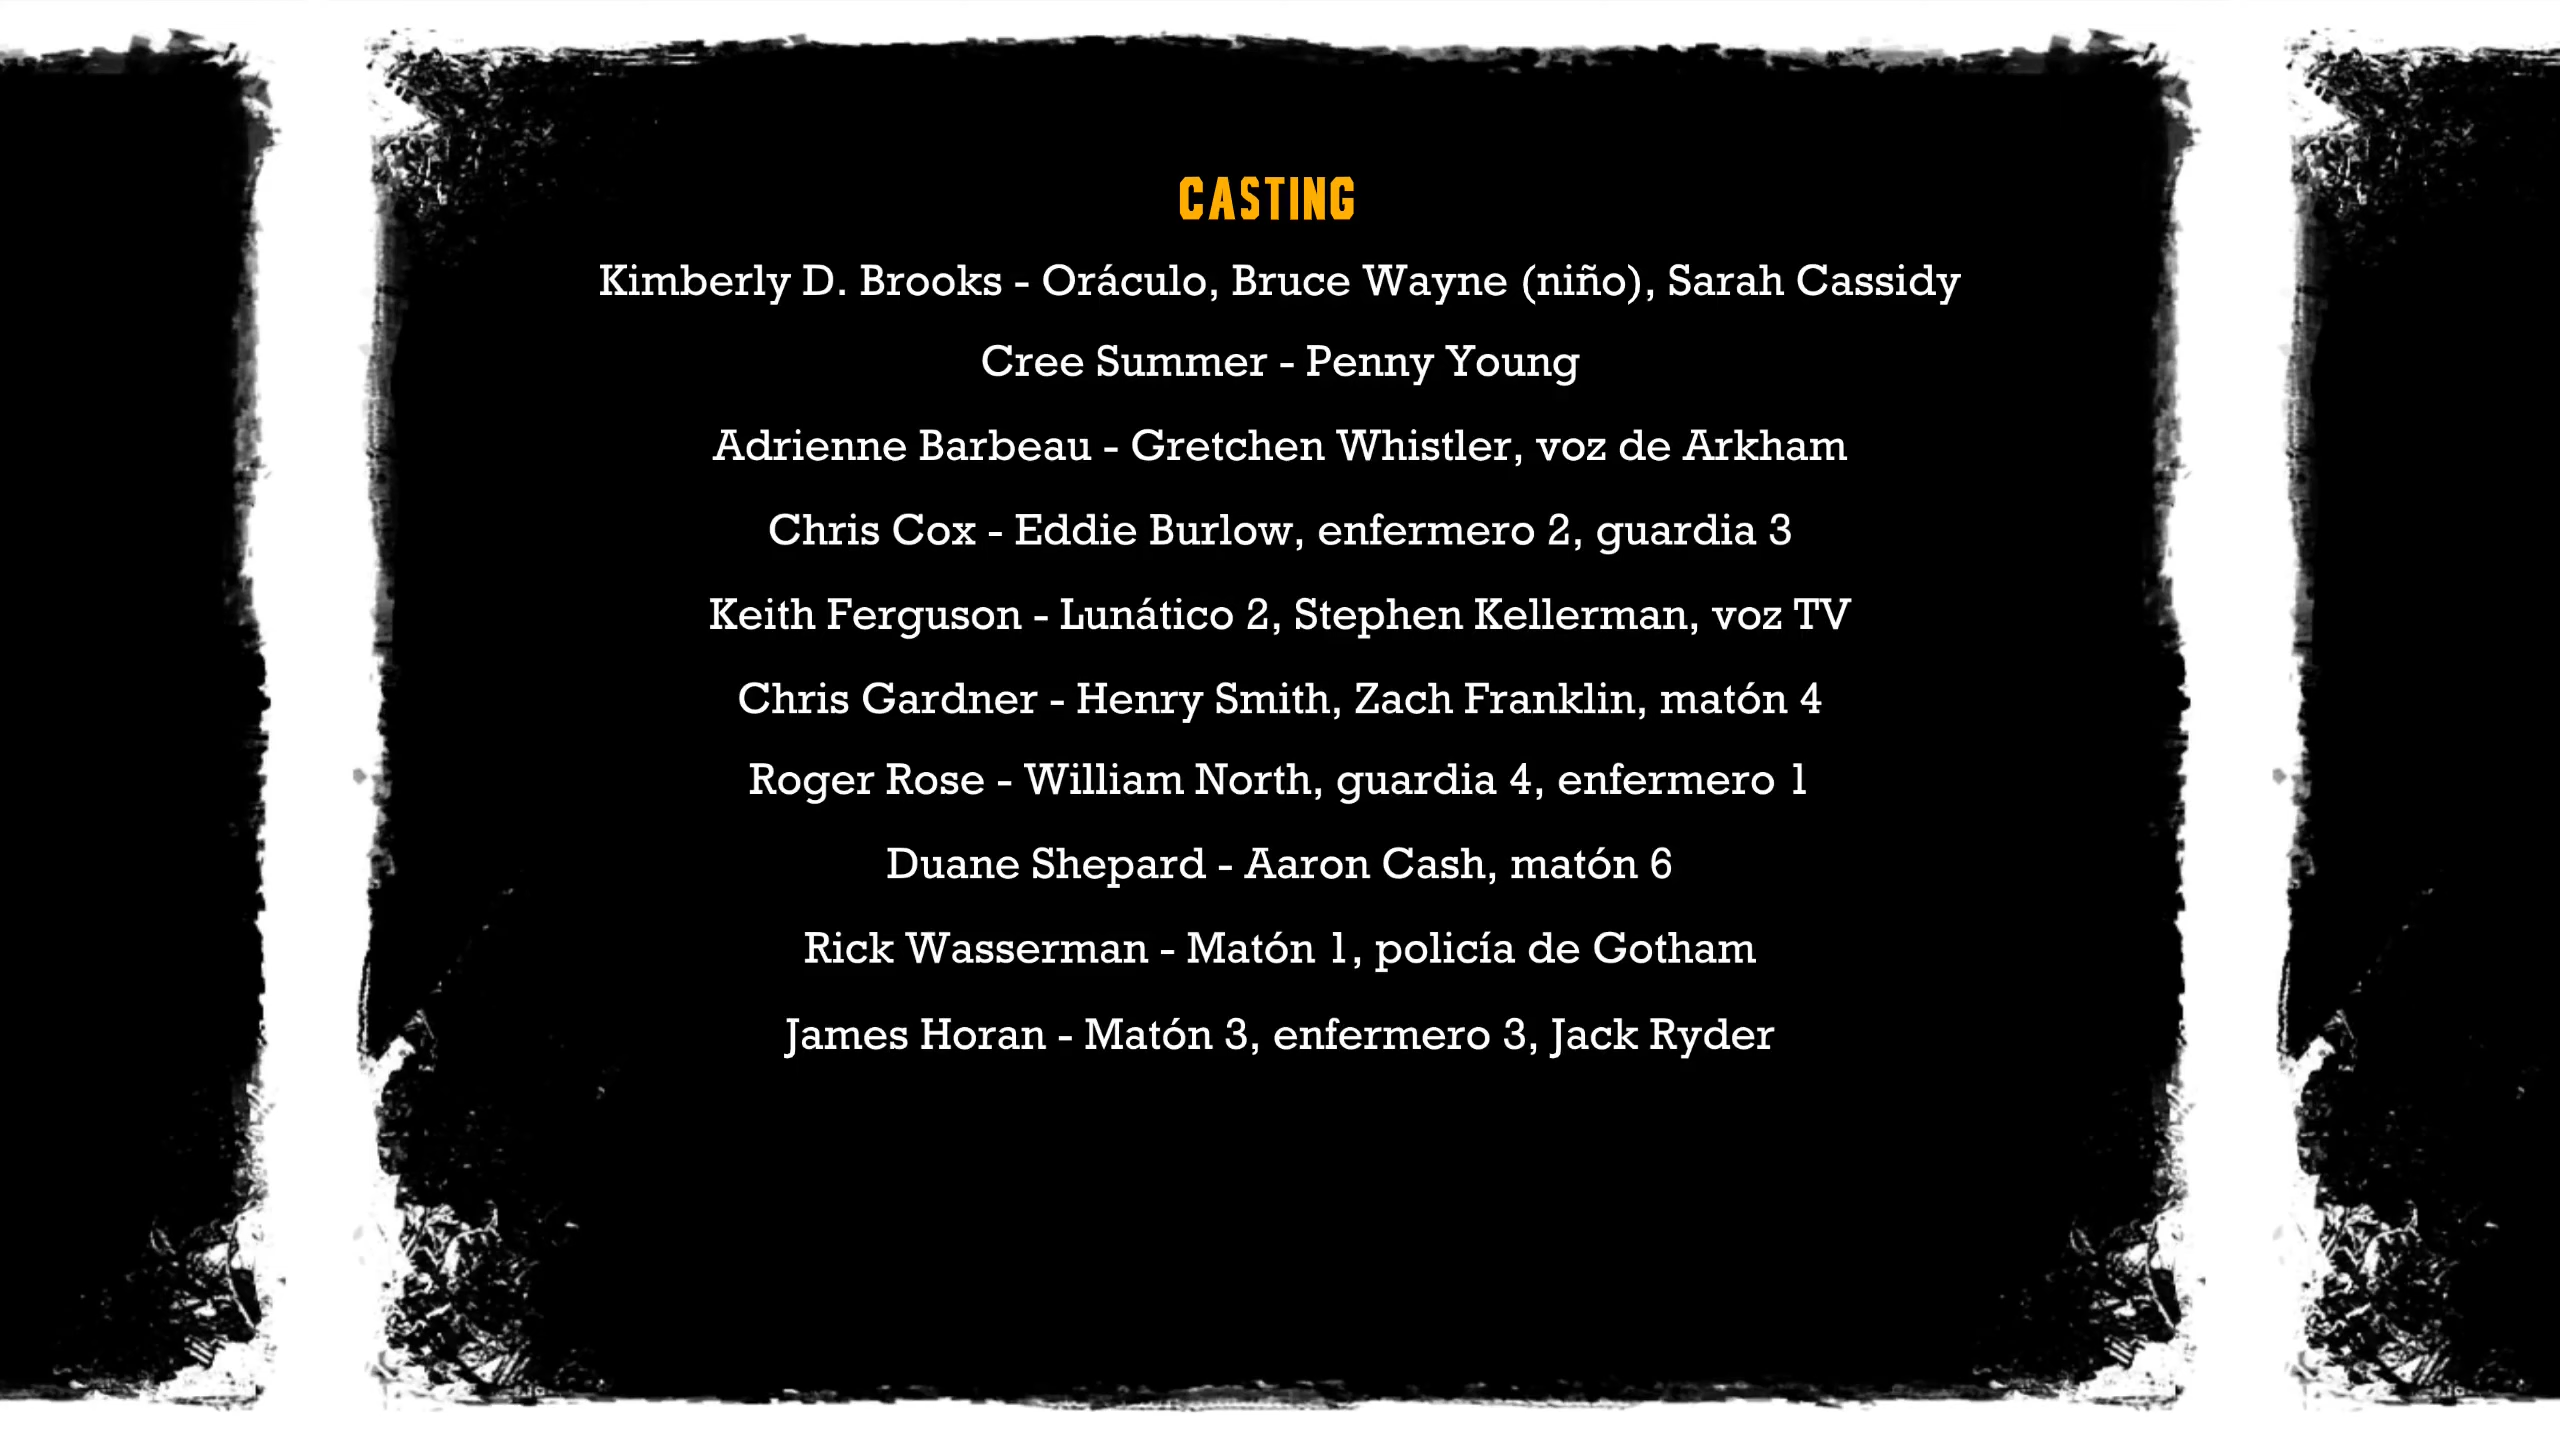 CASTING
Kimberly D. Brooks - Oráculo, Bruce Wayne (niño), Sarah Cassidy
Cree Summer - Penny Young
Adrienne Barbeau - Gretchen Whistler, voz de Arkham
Chris Cox - Eddie Burlow, enfermero 2, guardia 3
Keith Ferguson - Lunático 2, Stephen Kellerman, voz TV
Chris Gardner - Henry Smith, Zach Franklin, matón 4
Roger Rose - William North, guardia 4, enfermero 1
Duane Shepard - Aaron Cash, matón 6
Rick Wasserman - Matón 1, policía de Gotham
James Horan - Matón 3, enfermero 3, Jack Ryder